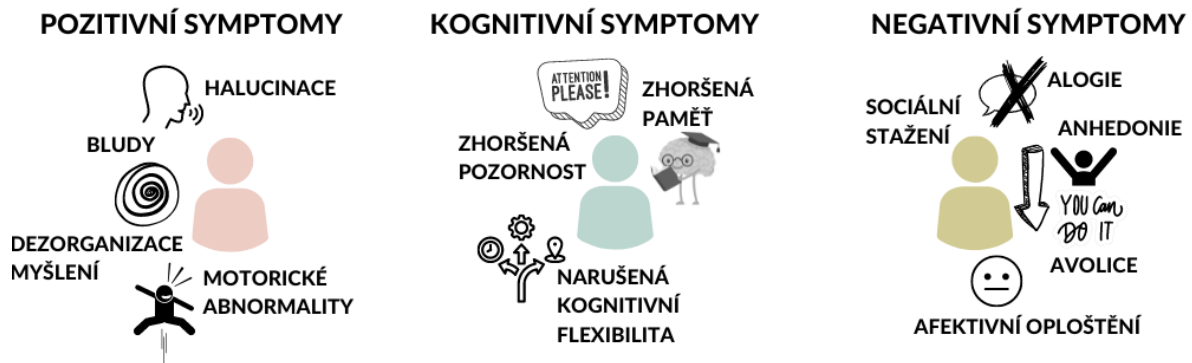 POZITIVNÍ SYMPTOMY
HALUCINACE
BLUDY
DEZORGANIZACE
MYŠLENÍ
MOTORICKÉ
ABNORMALITY
KOGNITIVNÍ SYMPTOMY
ATTENTION
PLEASE!
ZHORŠENÁ
PAMĚŤ
ZHORŠENÁ
POZORNOST
NARUŠENÁ
KOGNITIVNÍ
FLEXIBILITA
NEGATIVNÍ SYMPTOMY
ALOGIE
SOCIÁLNÍ
STAŽENÍ
ANHEDONIE
YOU Can
DO IT
AVOLICE
AFEKTIVNÍ OPLOŠTĚNÍ